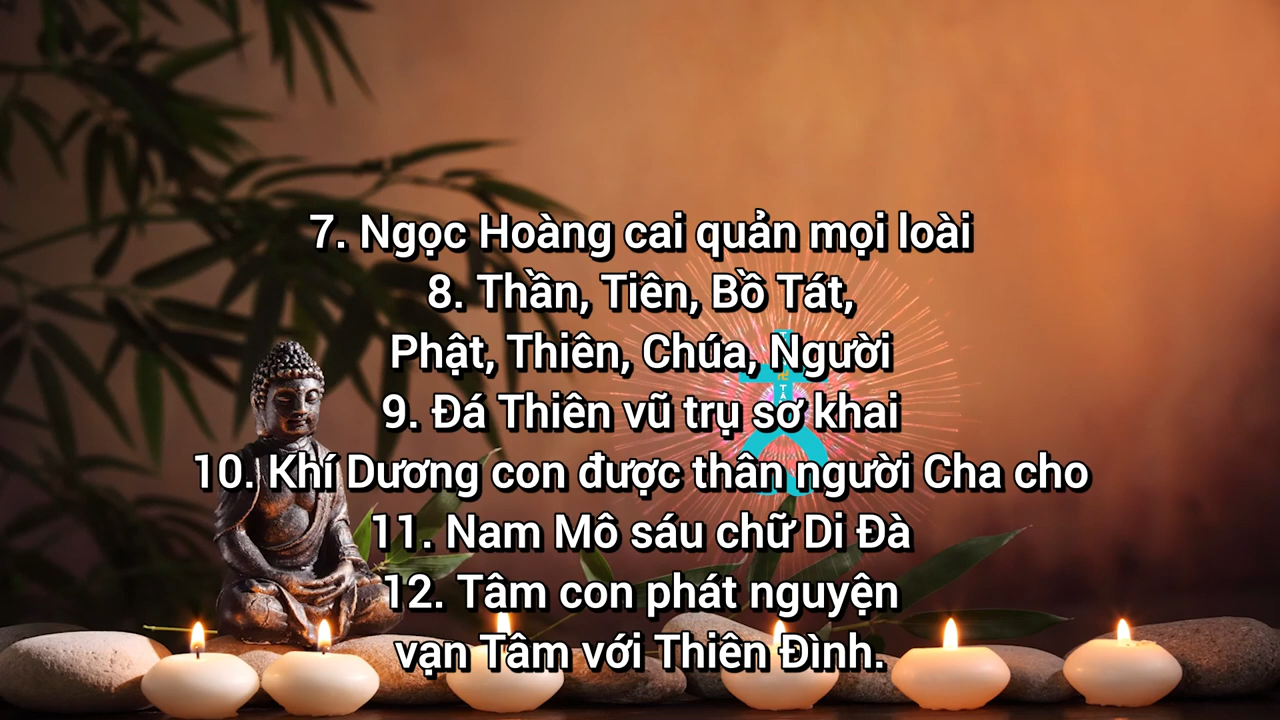 7. Ngọc Hoàng cai quản mọi loài
8. Thần, Tiên, Bồ Tát,
Phật, Thiên, Chúa, Người
9. Đá Thiên vũ trụ sơ khai
10. Khí Dương con được thân người Cha cho
11. Nam Mô sáu chữ Di Đà
12. Tâm con phát nguyện
vạn Tâm với Thiên Đình.